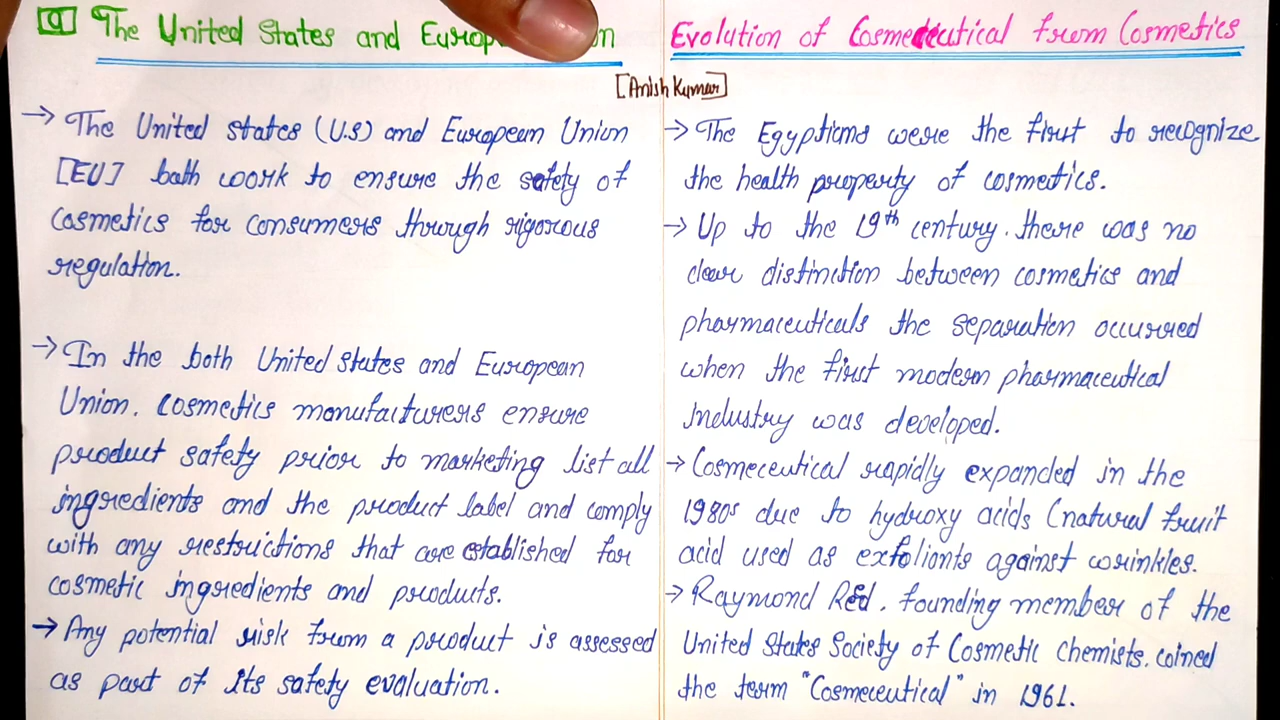 Q The United States and Europ
[Anish Kumar]
→ The United states (U.S) and European Union
[EU] bath work to ensure the safety of
Cosmetics for consumers through rigorous
regulation.
→ In the both United states and European
Union. Cosmetics manufacturers ensure
product safety prior to marketing list all
ingredients and the product label and comply
with any restrictions that are established for
cosmetic ingredients and products.
→ Any potential risk from a product is assessed
as part of its safety evaluation.
Evolution of Cosmeceutical from Cosmetics
→ The Egyptians were the first to recognize
the health property of cosmetics.
→ Up to the 19th century. there was no
clear distinction between cosmetics and
pharmaceuticals the separation occurred
when the first modern pharmaceutical
Industry was developed.
→ Cosmeceutical rapidly expanded in the
1980s due to hydroxy acids (natural fruit
acid used as exfolionts against wrinkles.
→ Raymond Reed. founding member of the
United States Society of Cosmetic chemists. coined
the term "Cosmeceutical" in 1961.